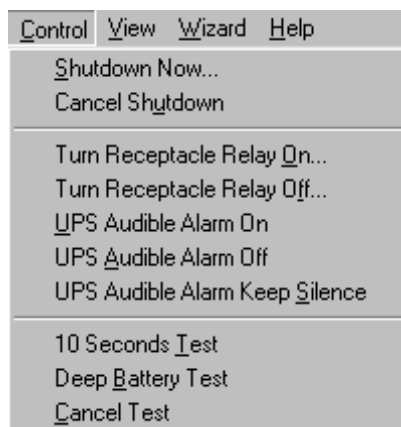 Control View Wizard Help
Shutdown Now...
Cancel Shutdown
Turn Receptacle Relay On...
Turn Receptacle Relay Off...
UPS Audible Alarm On
UPS Audible Alarm Off
UPS Audible Alarm Keep Silence
10 Seconds Test
Deep Battery Test
Cancel Test